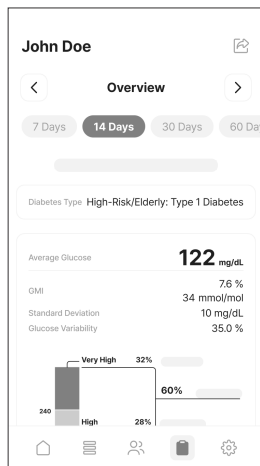 John Doe
Overview
7 Days 14 Days 30 Days 60 Da
Diabetes Type High-Risk/Elderly: Type 1 Diabetes
Average Glucose 122 mg/dL
GMI 7.6 %
34 mmol/mol
Standard Deviation 10 mg/dL
Glucose Variability 35.0 %
Very High 32%
60%
240
High 28%